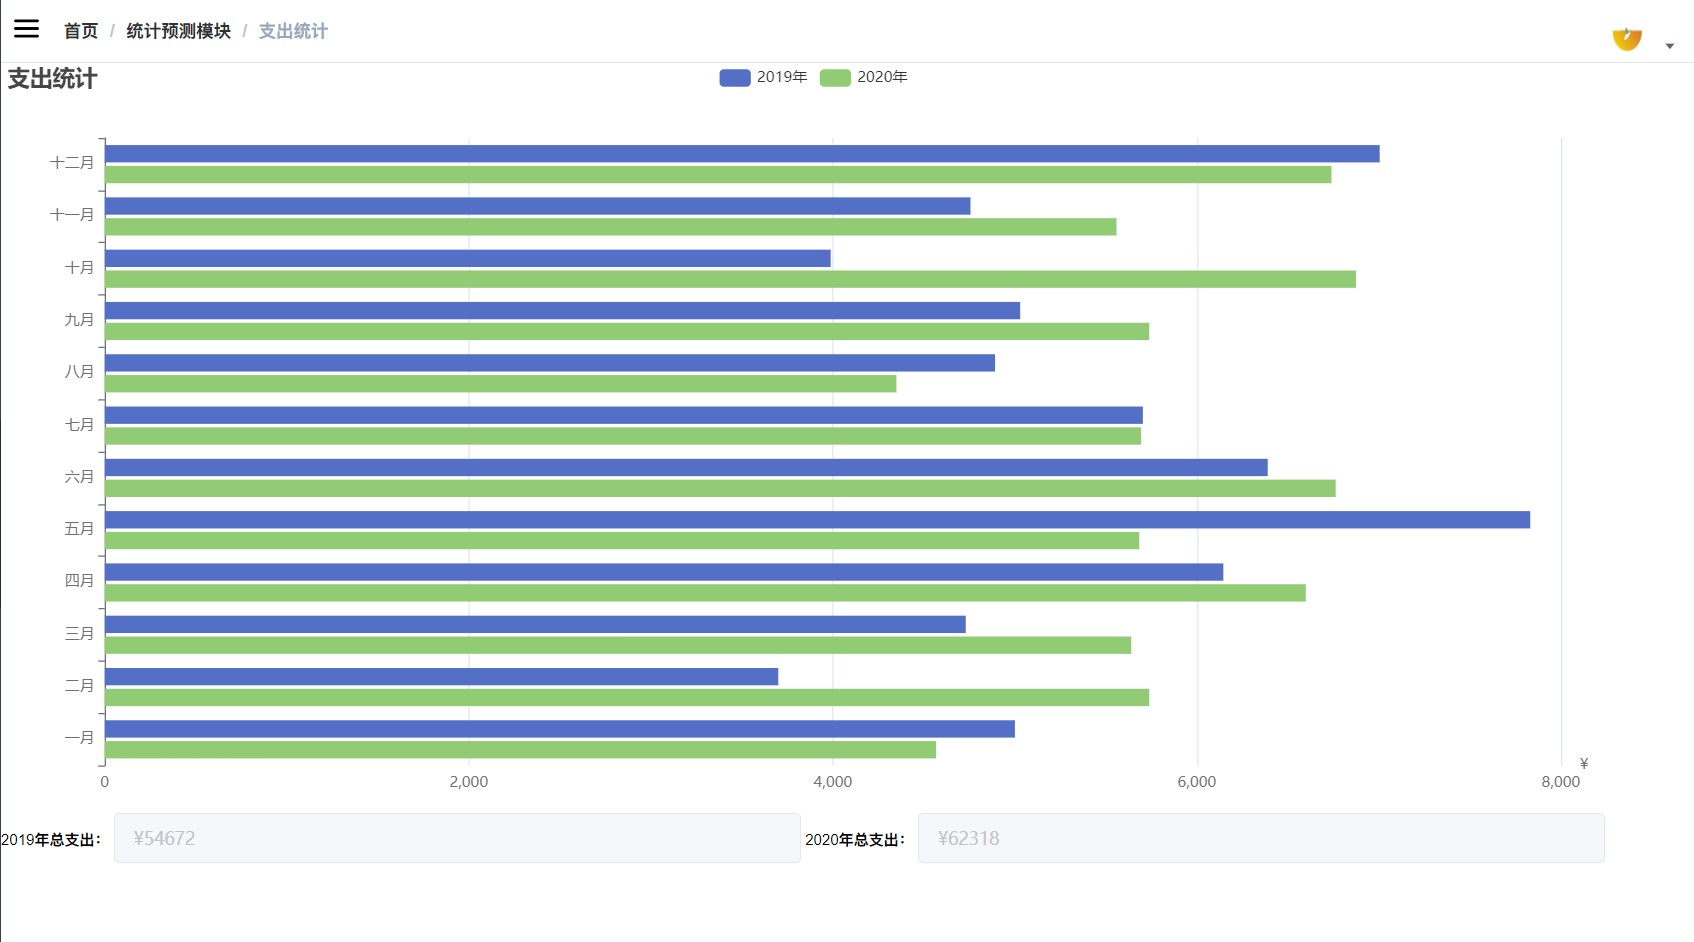 首页 / 统计预测模块 / 支出统计
支出统计
2019年 2020年
十二月
十一月
十月
九月
八月
七月
六月
五月
四月
三月
二月
一月
0 2,000 4,000 6,000 8,000 ¥
2019年总支出： ¥54672 2020年总支出： ¥62318